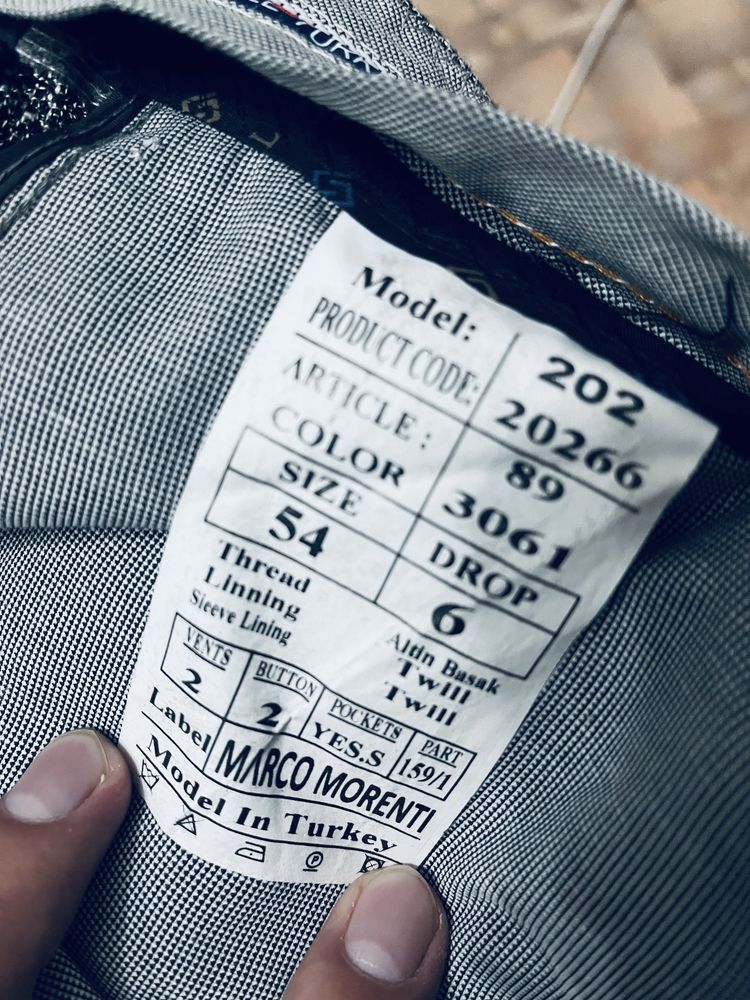 Model: 202
PRODUCT CODE: 20266
ARTICLE: 89
COLOR 3061
SIZE DROP
54 6
Thread Altin Basak
Linning Twill
Sleeve Lining Twill
VENTS BUTTON POCKETS PART
2 2 YES.S 159/1
Label MARCO MORENTI
Model In Turkey